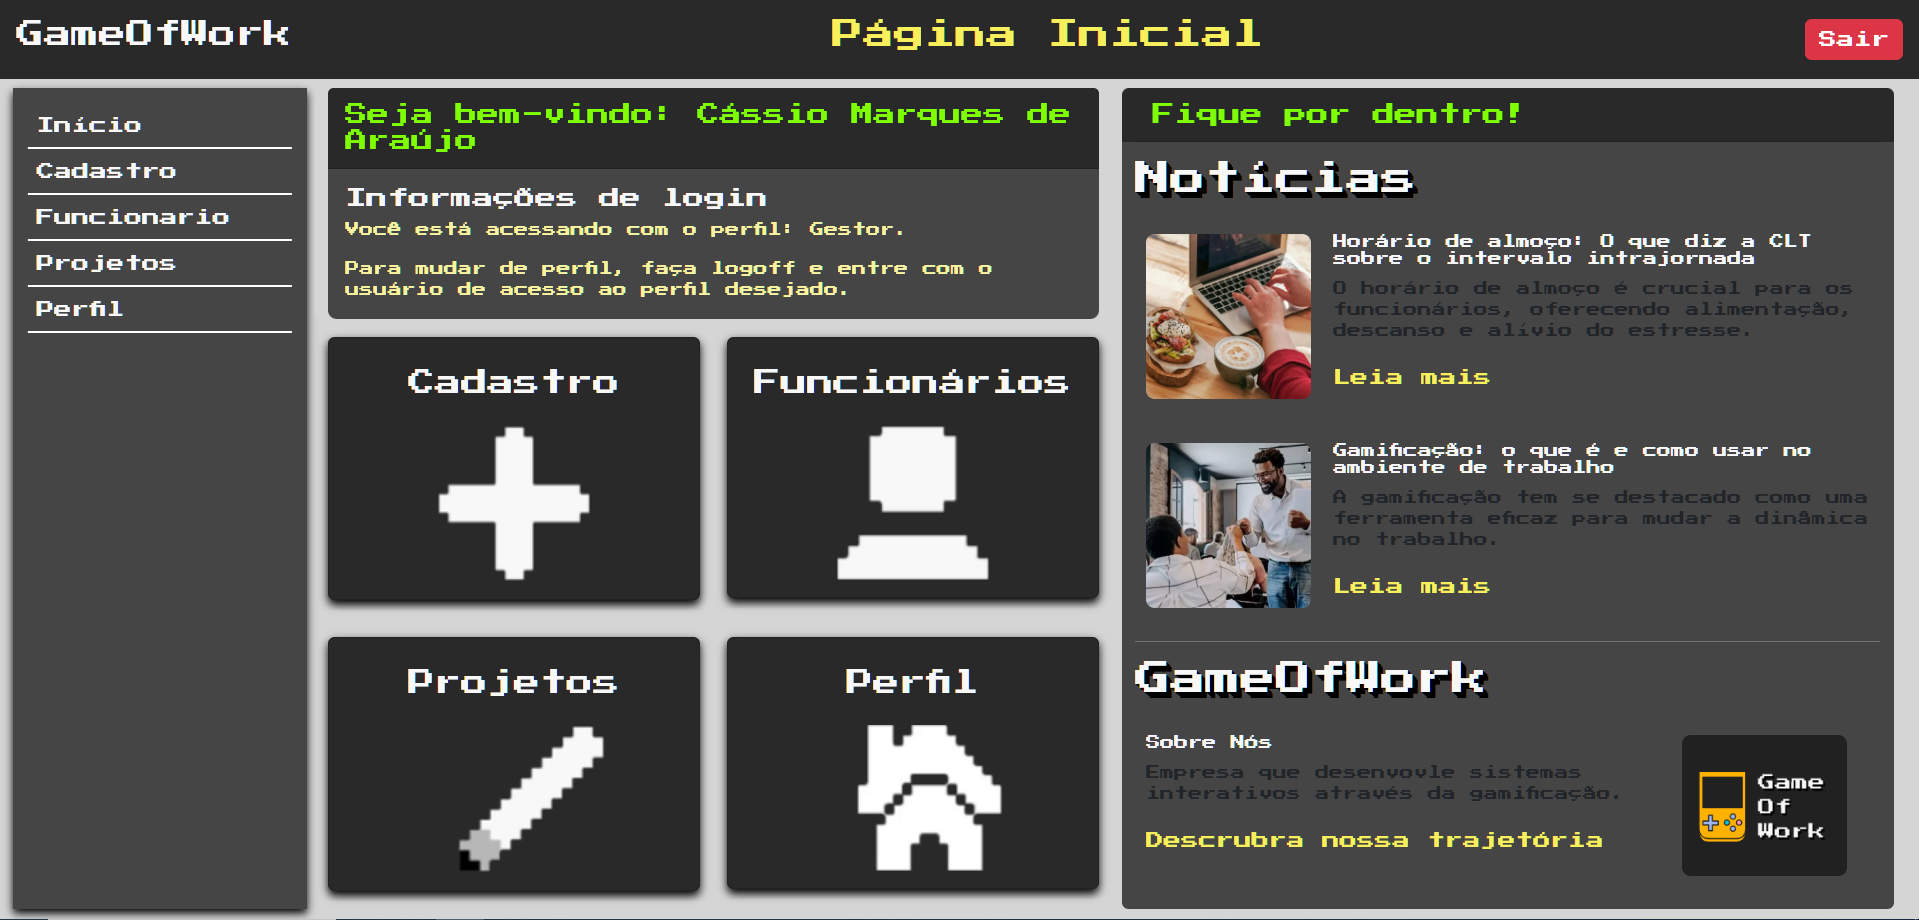 GameOfWork
Página Inicial
Sair
Início
Cadastro
Funcionario
Projetos
Perfil
Seja bem-vindo: Cássio Marques de
Araújo
Informações de login
Você está acessando com o perfil: Gestor.
Para mudar de perfil, faça logoff e entre com o
usuário de acesso ao perfil desejado.
Cadastro
Funcionários
Projetos
Perfil
Fique por dentro!
Notícias
Horário de almoço: O que diz a CLT
sobre o intervalo intrajornada
O horário de almoço é crucial para os
funcionários, oferecendo alimentação,
descanso e alívio do estresse.
Leia mais
Gamificação: o que é e como usar no
ambiente de trabalho
A gamificação tem se destacado como uma
ferramenta eficaz para mudar a dinâmica
no trabalho.
Leia mais
GameOfWork
Sobre Nós
Empresa que desenvovle sistemas
interativos através da gamificação.
Descrubra nossa trajetória
Game
Of
Work